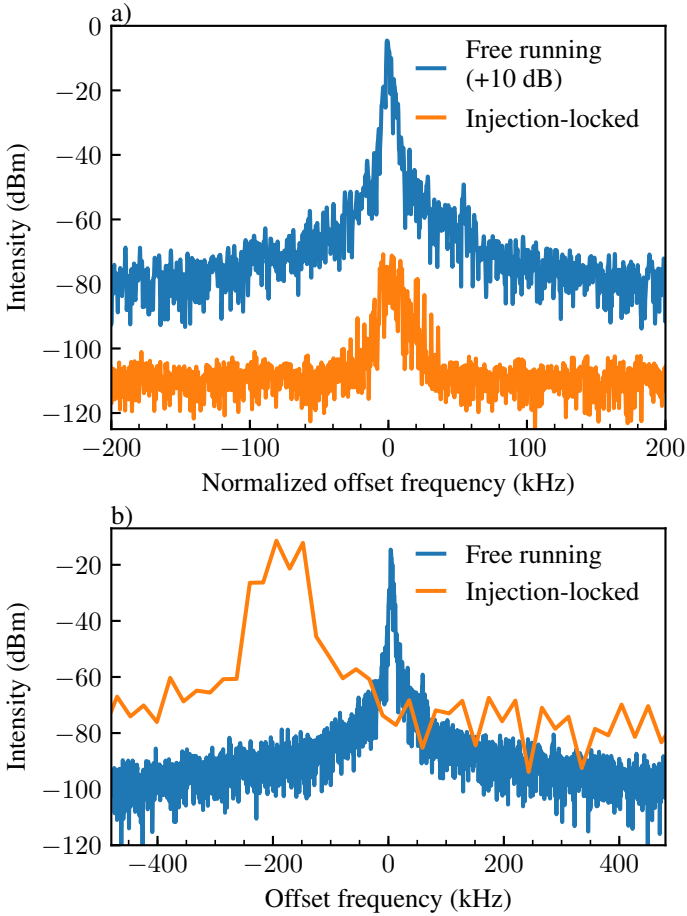 a)
0
−20
−40
−60
−80
−100
−120
Intensity (dBm)
Free running
(+10 dB)
Injection-locked
−200
−100
0
100
200
Normalized offset frequency (kHz)
b)
−20
−40
−60
−80
−100
−120
Intensity (dBm)
Free running
Injection-locked
−400
−200
0
200
400
Offset frequency (kHz)